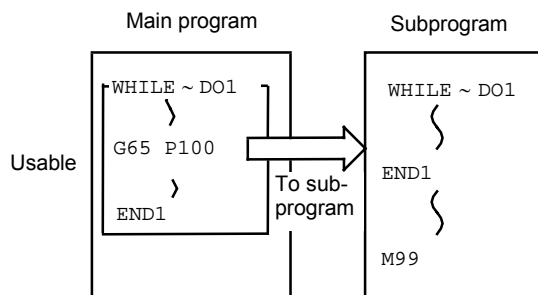 Main program
Subprogram
WHILE ~ DO1
G65 P100
END1
Usable
To sub-
program
WHILE ~ DO1
END1
M99